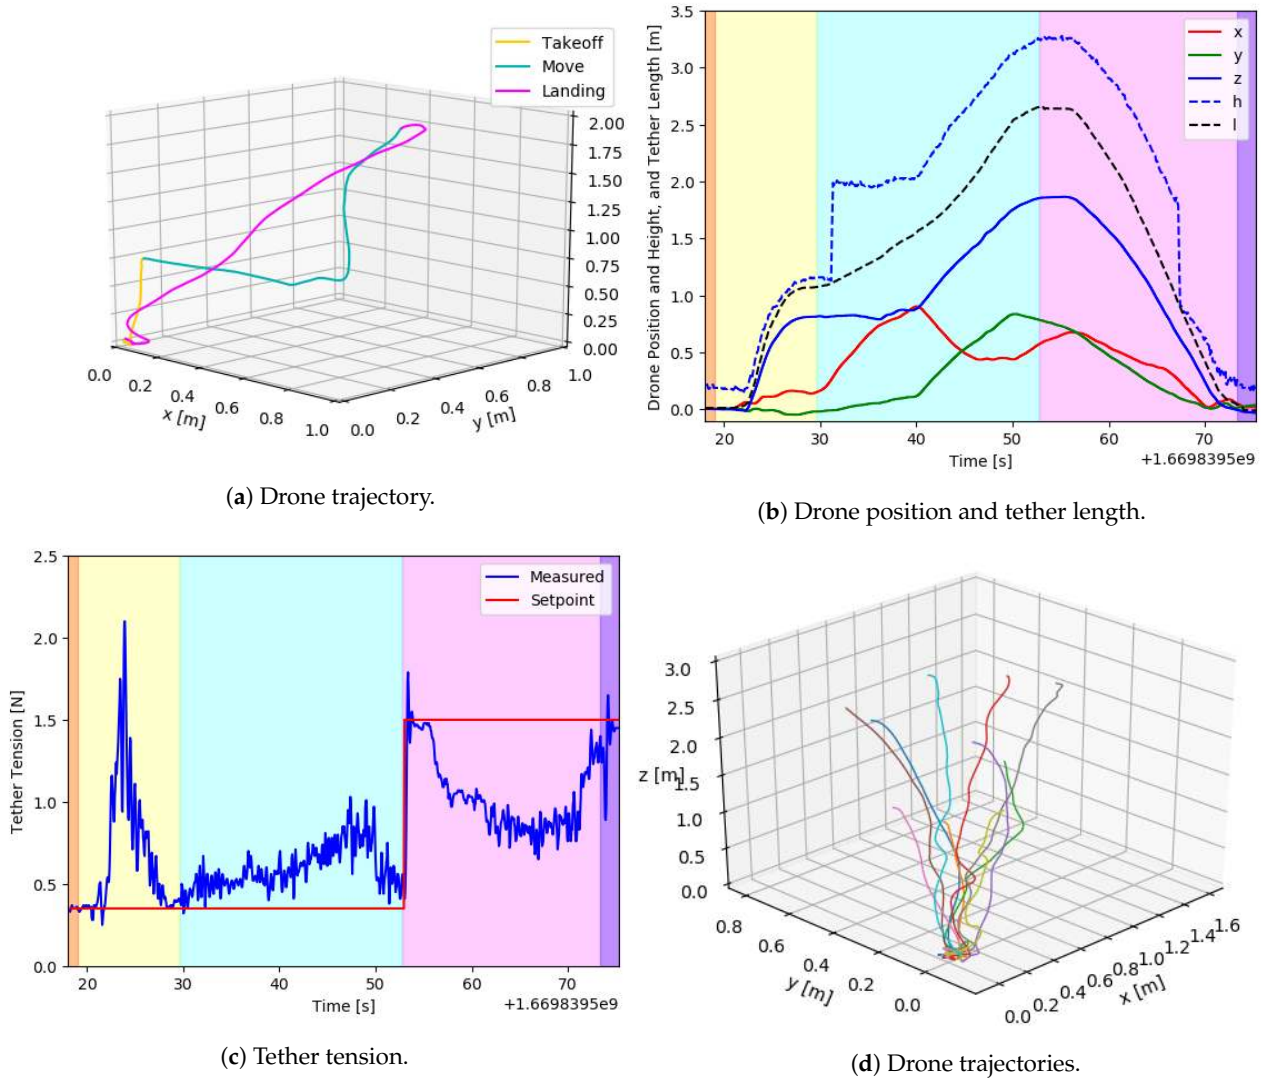 Takeoff
Move
Landing
2.00
1.75
1.50
1.25
1.00
0.75
0.50
0.25
0.00
0.0
0.2
0.4
0.6
0.8
1.0
x [m]
0.0
0.2
0.4
0.6
0.8
1.0
y [m]
(a) Drone trajectory.
Drone Position and Height, and Tether Length [m]
3.5
3.0
2.5
2.0
1.5
1.0
0.5
0.0
x
y
z
h
l
20 30 40 50 60 70
Time [s]
+1.6698395e9
(b) Drone position and tether length.
Tether Tension [N]
2.5
2.0
1.5
1.0
0.5
0.0
Measured
Setpoint
20 30 40 50 60 70
Time [s]
+1.6698395e9
(c) Tether tension.
3.0
2.5
2.0
1.5
1.0
0.5
0.0
z [m]
0.8
0.6
0.4
0.2
0.0
y [m]
0.0
0.2
0.4
0.6
0.8
1.0
1.2
1.4
1.6
x [m]
(d) Drone trajectories.